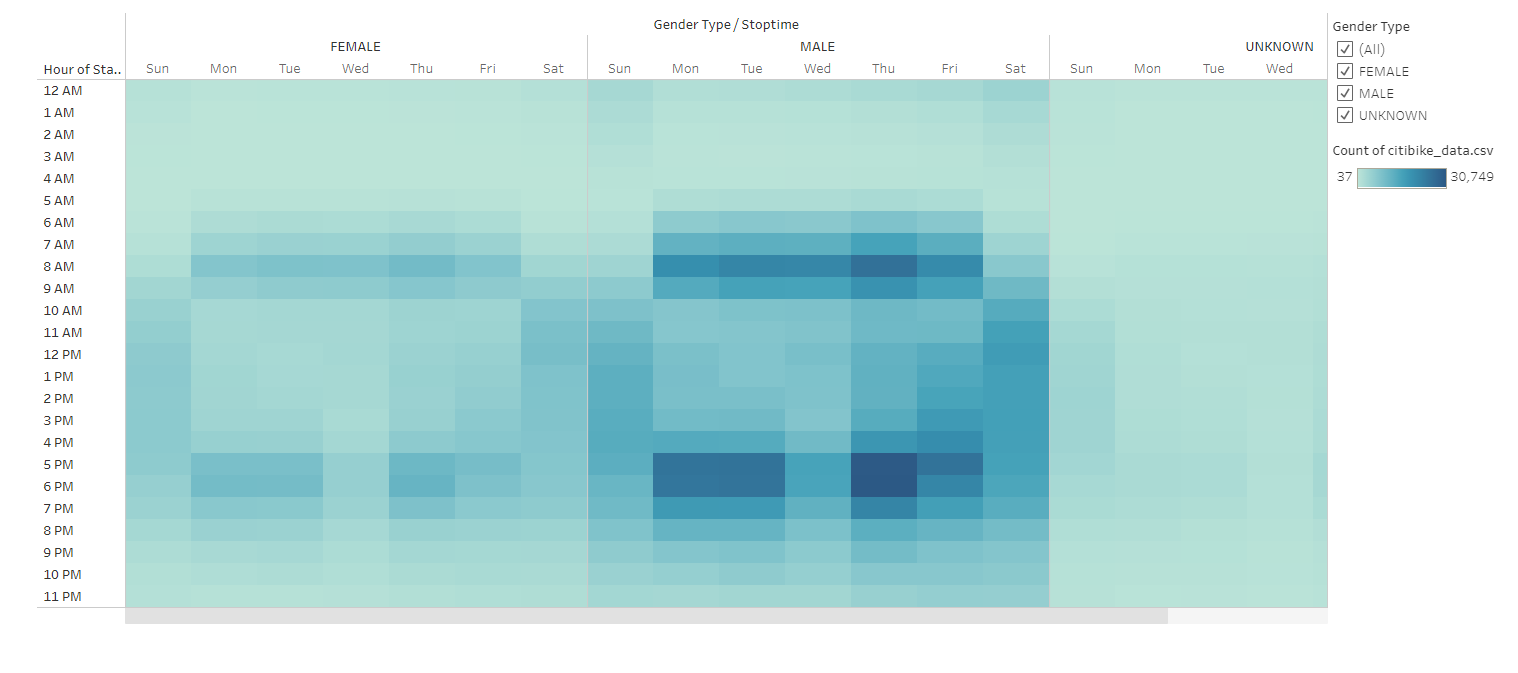 Gender Type / Stoptime
FEMALE MALE UNKNOWN
Hour of Sta.. Sun Mon Tue Wed Thu Fri Sat Sun Mon Tue Wed Thu Fri Sat Sun Mon Tue Wed
12 AM
1 AM
2 AM
3 AM
4 AM
5 AM
6 AM
7 AM
8 AM
9 AM
10 AM
11 AM
12 PM
1 PM
2 PM
3 PM
4 PM
5 PM
6 PM
7 PM
8 PM
9 PM
10 PM
11 PM
Gender Type
(All)
FEMALE
MALE
UNKNOWN
Count of citibike_data.csv
37 30,749